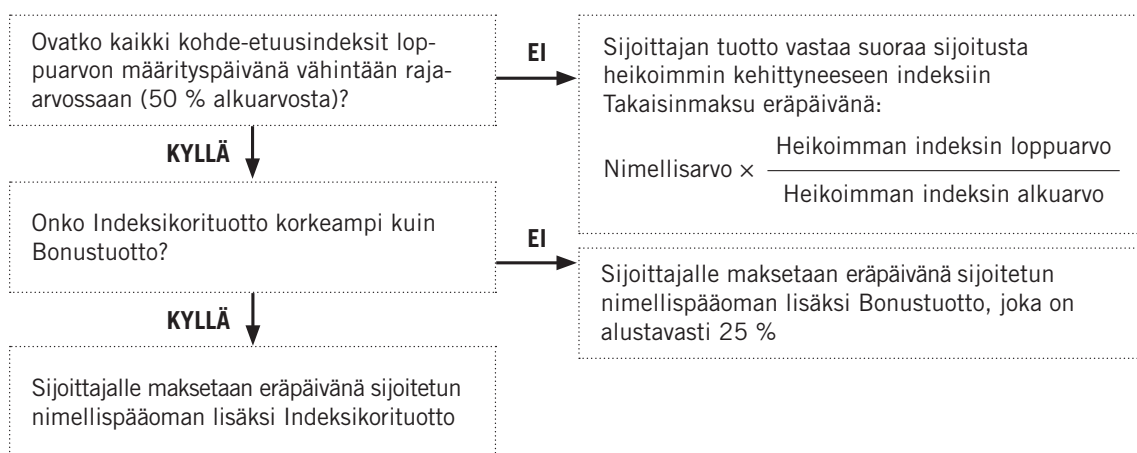 Ovatko kaikki kohde-etuusindeksit lop-
puarvon määrityspäivänä vähintään raja-
arvossaan (50 % alkuarvosta)?
EI
Sijoittajan tuotto vastaa suoraa sijoitusta
heikoimmin kehittyneeseen indeksiin
Takaisinmaksu eräpäivänä:
Nimellisarvo ×
Heikoimman indeksin loppuarvo
Heikoimman indeksin alkuarvo
KYLLÄ
Onko Indeksikorituotto korkeampi kuin
Bonustuotto?
EI
Sijoittajalle maksetaan eräpäivänä sijoitetun
nimellispääoman lisäksi Bonustuotto, joka on
alustavasti 25 %
KYLLÄ
Sijoittajalle maksetaan eräpäivänä sijoitetun
nimellispääoman lisäksi Indeksikorituotto